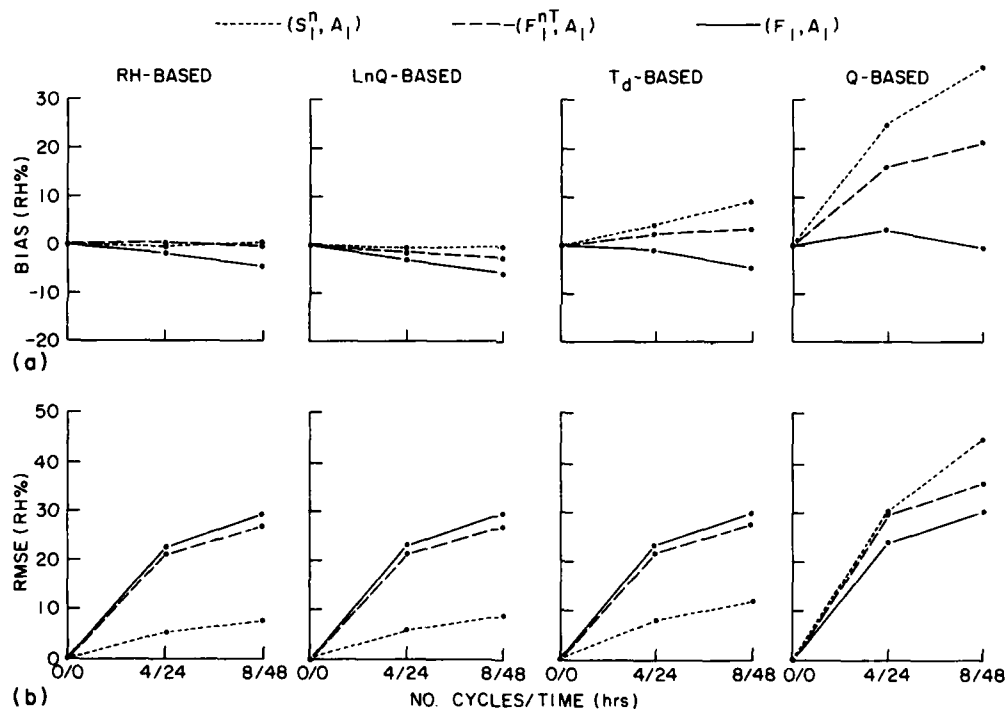 (S₁ⁿ, A₁) (F₁ⁿᵀ, A₁) (F₁, A₁)
RH-BASED LnQ-BASED T_d-BASED Q-BASED
BIAS (RH%)
30
20
10
0
-10
-20
(a)
RMSE (RH%)
50
40
30
20
10
0
0/0 4/24 8/48 0/0 4/24 8/48 0/0 4/24 8/48 0/0 4/24 8/48
(b) NO. CYCLES/TIME (hrs)